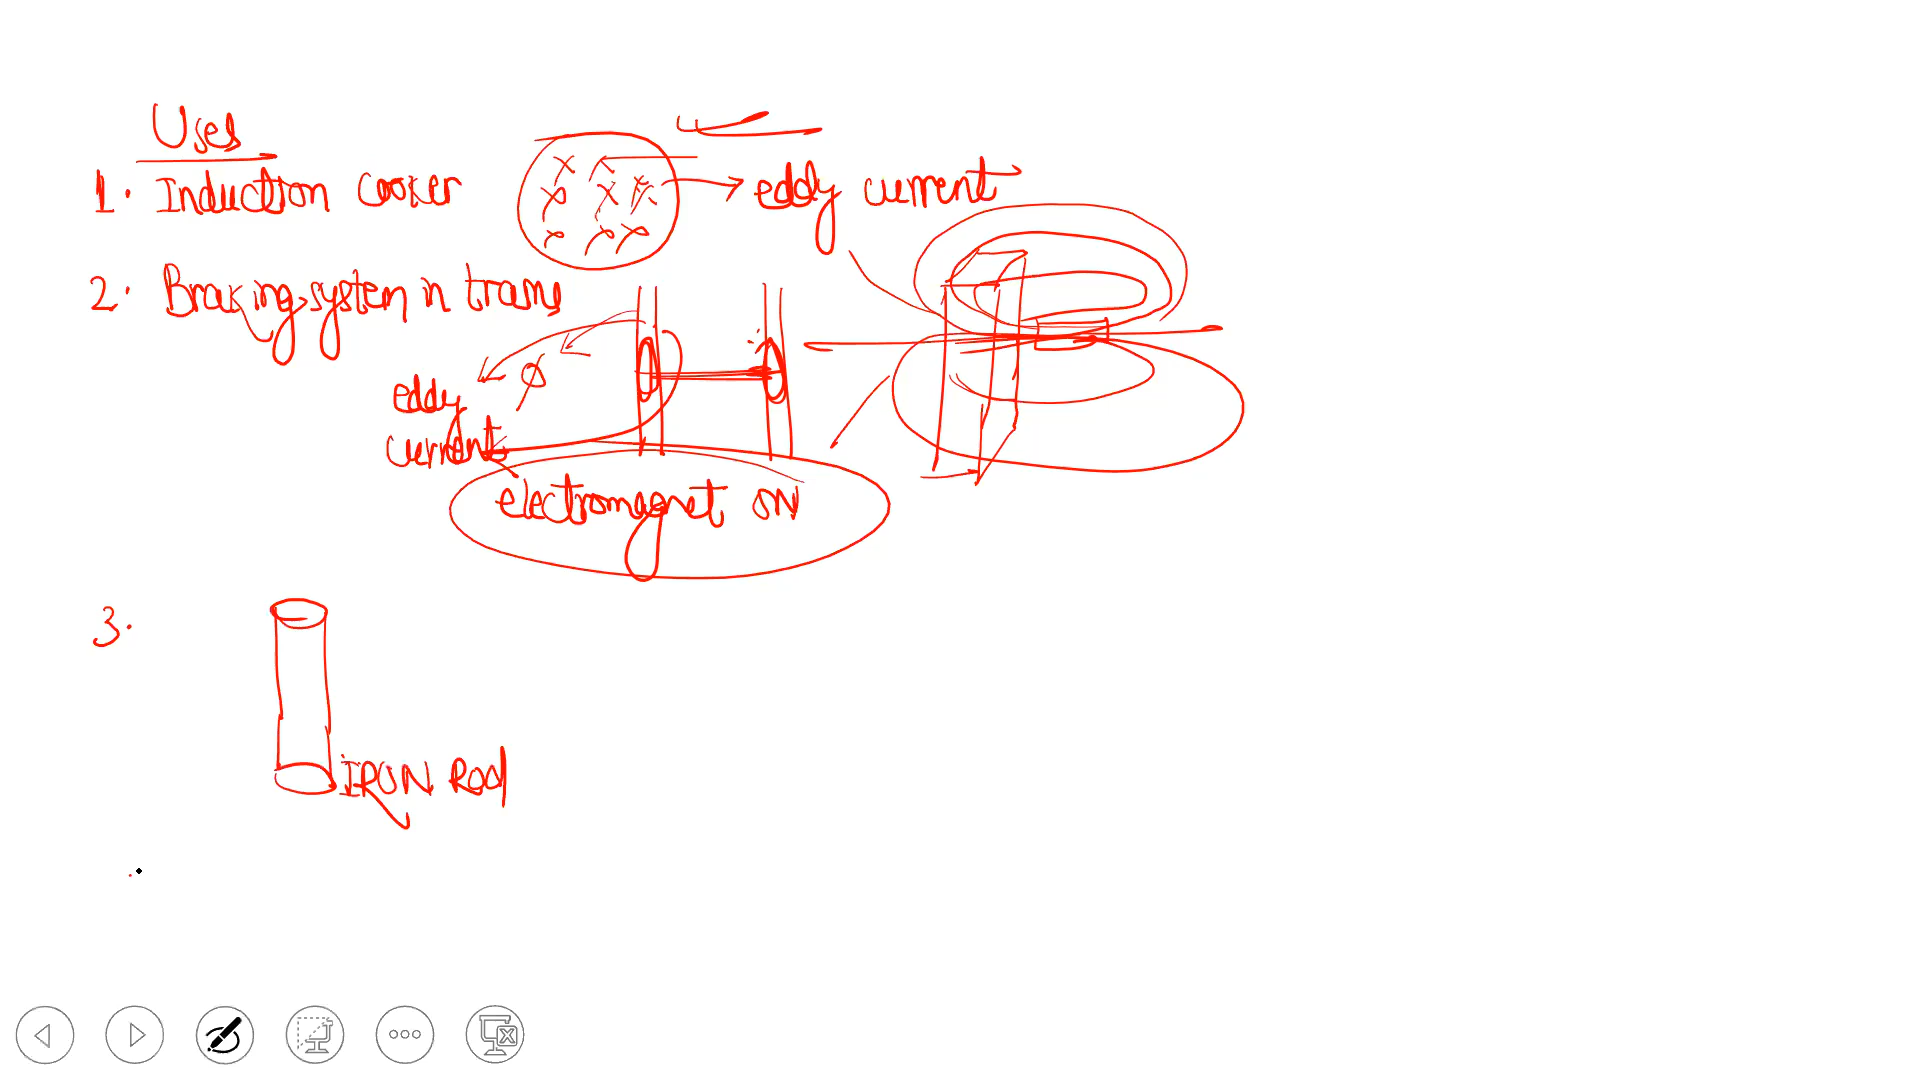 Uses
1. Induction cooker
eddy current
2. Braking system in trains
ϕ
eddy
current
electromagnet ON
3.
IRON Rod